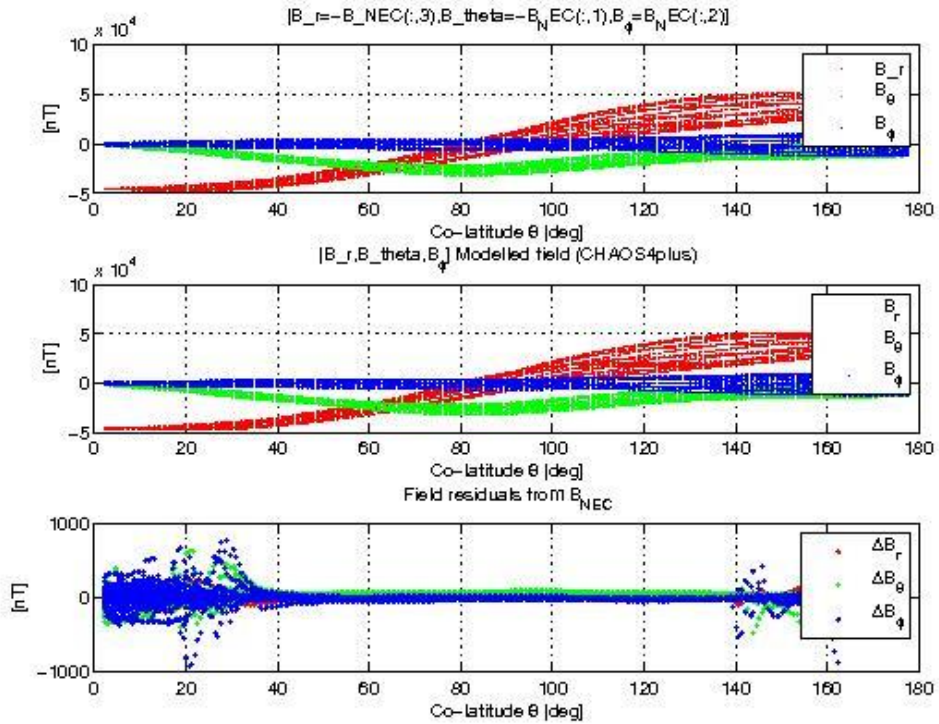 [B_r=-B_NEC(:,3),B_theta=-B_NEC(:,1),B_ϕ=B_NEC(:,2)]
x 10^4
10
5
0
-5
[nT]
B_r
B_θ
B_ϕ
0 20 40 60 80 100 120 140 160 180
Co-latitude θ [deg]
[B_r,B_theta,B_ϕ] Modelled field (CHAOS4plus)
x 10^4
10
5
0
-5
[nT]
B_r
B_θ
B_ϕ
0 20 40 60 80 100 120 140 160 180
Co-latitude θ [deg]
Field residuals from B_NEC
1000
0
-1000
[nT]
ΔB_r
ΔB_θ
ΔB_ϕ
0 20 40 60 80 100 120 140 160 180
Co-latitude θ [deg]